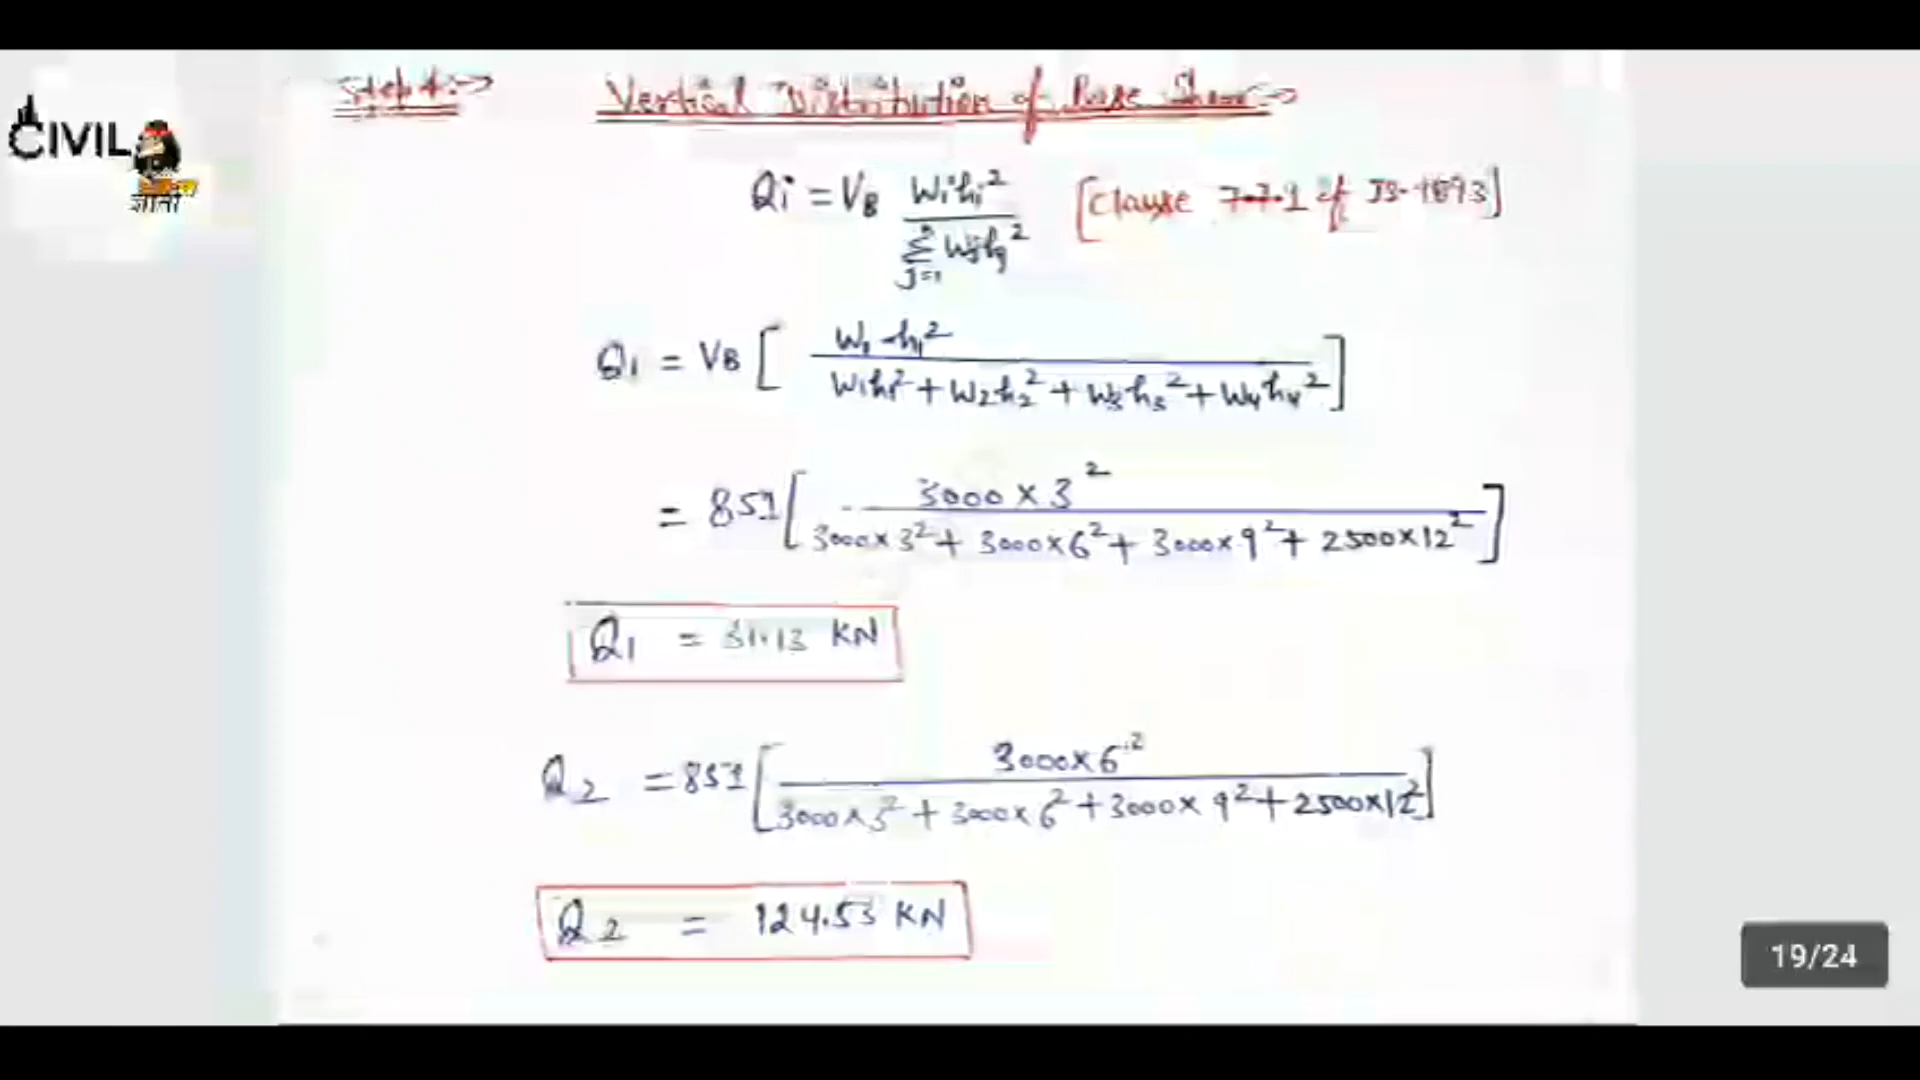 CIVIL
ज्ञाता
Step 4:→ Vertical Distribution of Base Shear:→
Qi = VB Wihi² / Σ Wjhj² j=1 n [Clause 7.7.1 of IS-1893]
Q1 = VB [ W1h1² / W1h1² + W2h2² + W3h3² + W4h4² ]
= 851 [ 3000 × 3² / 3000×3² + 3000×6² + 3000×9² + 2500×12² ]
Q1 = 31.13 KN
Q2 = 851 [ 3000×6² / 3000×3² + 3000×6² + 3000×9² + 2500×12² ]
Q2 = 124.53 KN
19/24